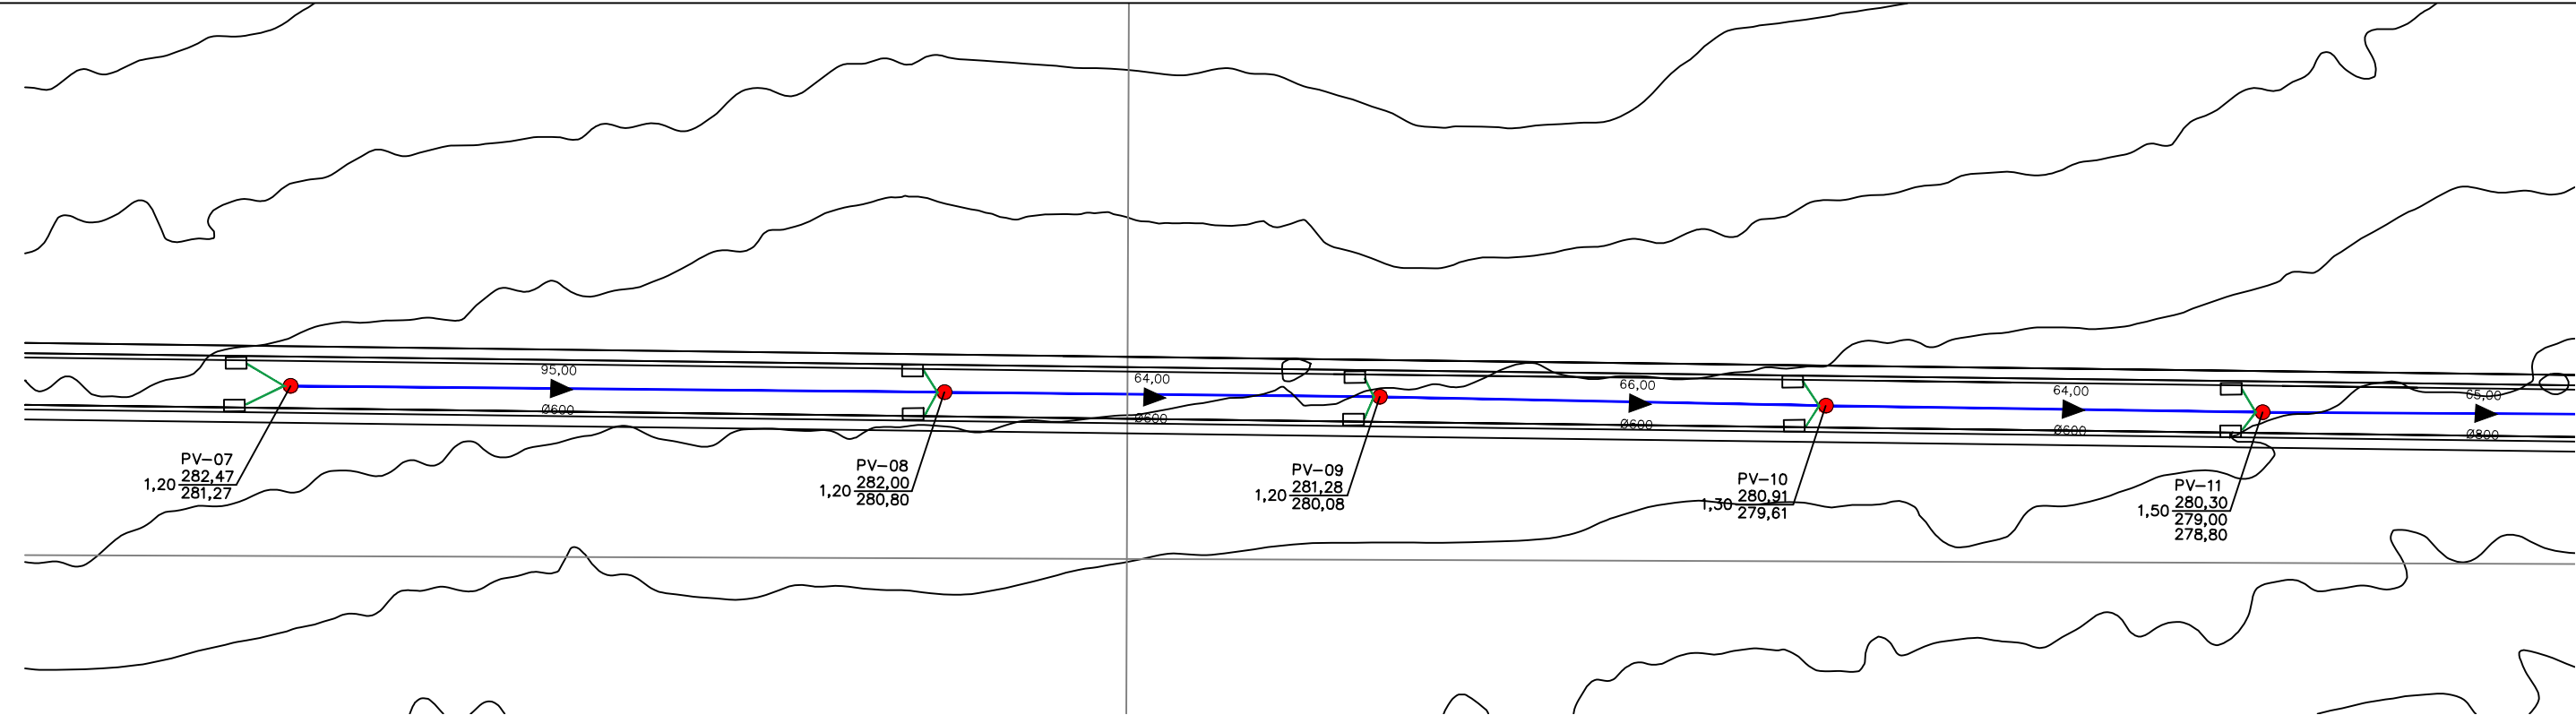 95,00
Ø600
64,00
Ø600
66,00
Ø600
64,00
Ø600
65,00
Ø800
PV-07
282,47
1,20
281,27
PV-08
282,00
1,20
280,80
PV-09
281,28
1,20
280,08
PV-10
280,91
1,30
279,61
PV-11
280,30
1,50
279,00
278,80